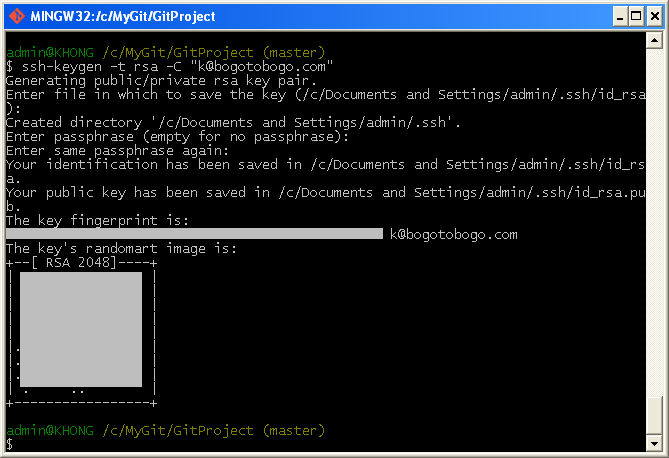 MINGW32:/c/MyGit/GitProject
admin@KHONG /c/MyGit/GitProject (master)
$ ssh-keygen -t rsa -C "k@bogotobogo.com"
Generating public/private rsa key pair.
Enter file in which to save the key (/c/Documents and Settings/admin/.ssh/id_rsa
):
Created directory '/c/Documents and Settings/admin/.ssh'.
Enter passphrase (empty for no passphrase):
Enter same passphrase again:
Your identification has been saved in /c/Documents and Settings/admin/.ssh/id_rs
a.
Your public key has been saved in /c/Documents and Settings/admin/.ssh/id_rsa.pu
b.
The key fingerprint is:
k@bogotobogo.com
The key's randomart image is:
+--[ RSA 2048]----+
|                 |
|                 |
|                 |
|                 |
|                 |
|.                |
|.                |
|.                |
| .     ..        |
+-----------------+
admin@KHONG /c/MyGit/GitProject (master)
$